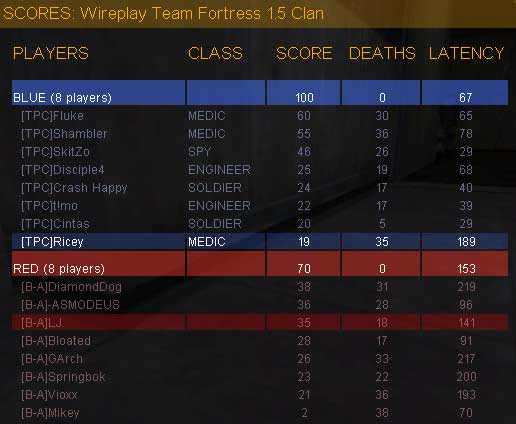 SCORES: Wireplay Team Fortress 1.5 Clan
PLAYERS CLASS SCORE DEATHS LATENCY
BLUE (8 players) 100 0 67
[TPC]Fluke MEDIC 60 30 65
[TPC]Shambler MEDIC 55 36 78
[TPC]SkitZo SPY 46 26 29
[TPC]Disciple4 ENGINEER 25 19 68
[TPC]Crash Happy SOLDIER 24 17 40
[TPC]t!mo ENGINEER 22 17 39
[TPC]Cintas SOLDIER 20 5 29
[TPC]Ricey MEDIC 19 35 189
RED (8 players) 70 0 153
[B-A]DiamondDog 38 31 219
[B-A]-ASMODEUS 36 28 96
[B-A]LJ 35 18 141
[B-A]Bloated 28 17 91
[B-A]GArch 26 33 217
[B-A]Springbok 23 22 200
[B-A]Vioxx 21 36 193
[B-A]Mikey 2 38 70